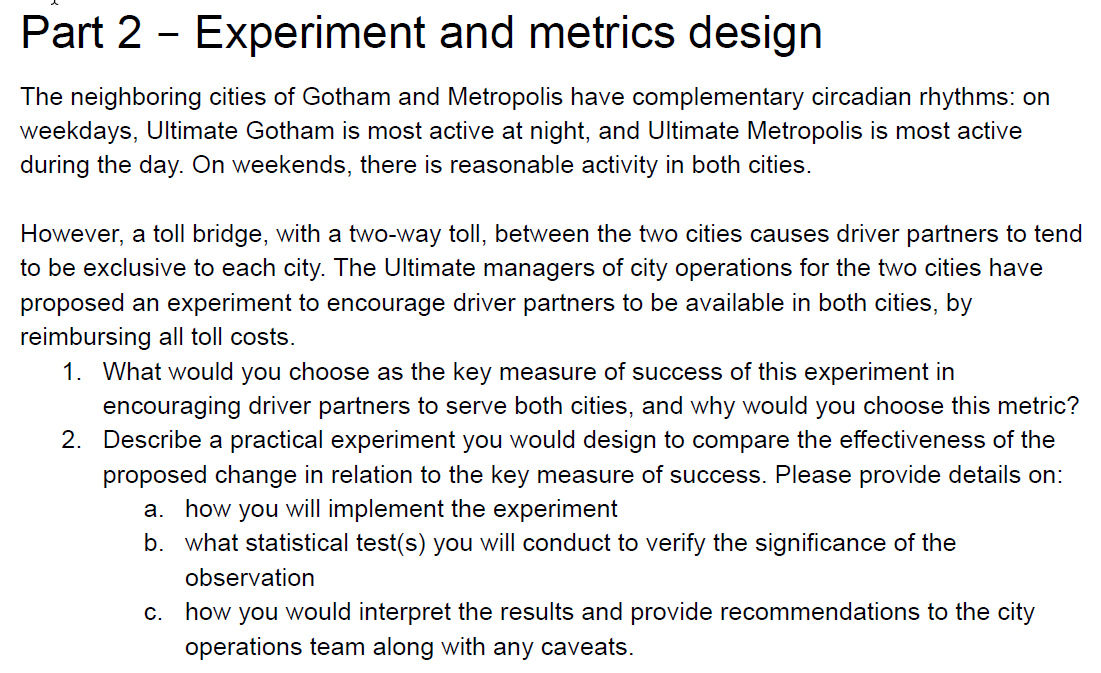 Part 2 – Experiment and metrics design
The neighboring cities of Gotham and Metropolis have complementary circadian rhythms: on
weekdays, Ultimate Gotham is most active at night, and Ultimate Metropolis is most active
during the day. On weekends, there is reasonable activity in both cities.
However, a toll bridge, with a two-way toll, between the two cities causes driver partners to tend
to be exclusive to each city. The Ultimate managers of city operations for the two cities have
proposed an experiment to encourage driver partners to be available in both cities, by
reimbursing all toll costs.
1. What would you choose as the key measure of success of this experiment in
encouraging driver partners to serve both cities, and why would you choose this metric?
2. Describe a practical experiment you would design to compare the effectiveness of the
proposed change in relation to the key measure of success. Please provide details on:
a. how you will implement the experiment
b. what statistical test(s) you will conduct to verify the significance of the
observation
c. how you would interpret the results and provide recommendations to the city
operations team along with any caveats.